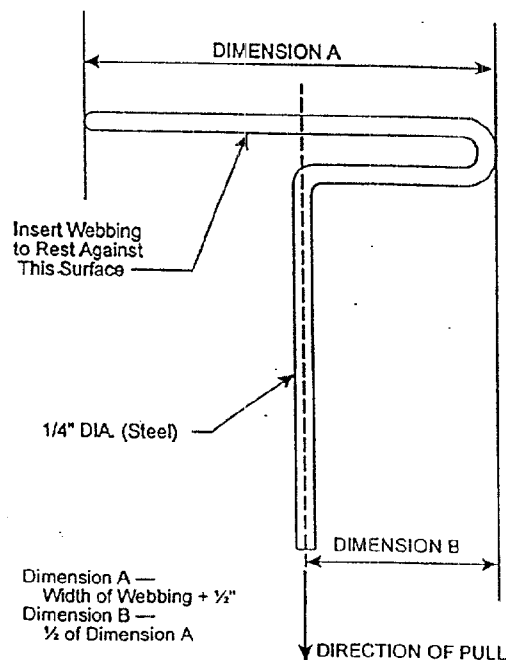 DIMENSION A
Insert Webbing
to Rest Against
This Surface
1/4" DIA. (Steel)
DIMENSION B
Dimension A —
Width of Webbing + ½"
Dimension B —
½ of Dimension A
DIRECTION OF PULL